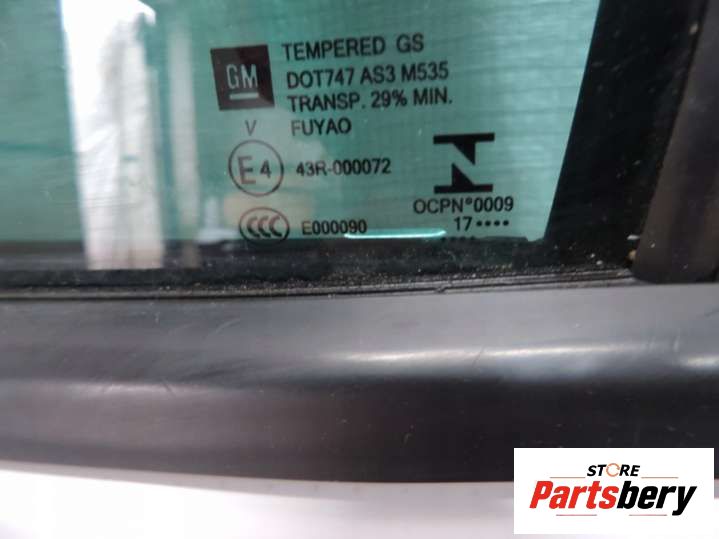 GM
TEMPERED GS
DOT747 AS3 M535
TRANSP. 29% MIN.
V FUYAO
E4 43R-000072
CCC E000090
N
OCPN°0009
17••••
••••
STORE
Partsbery